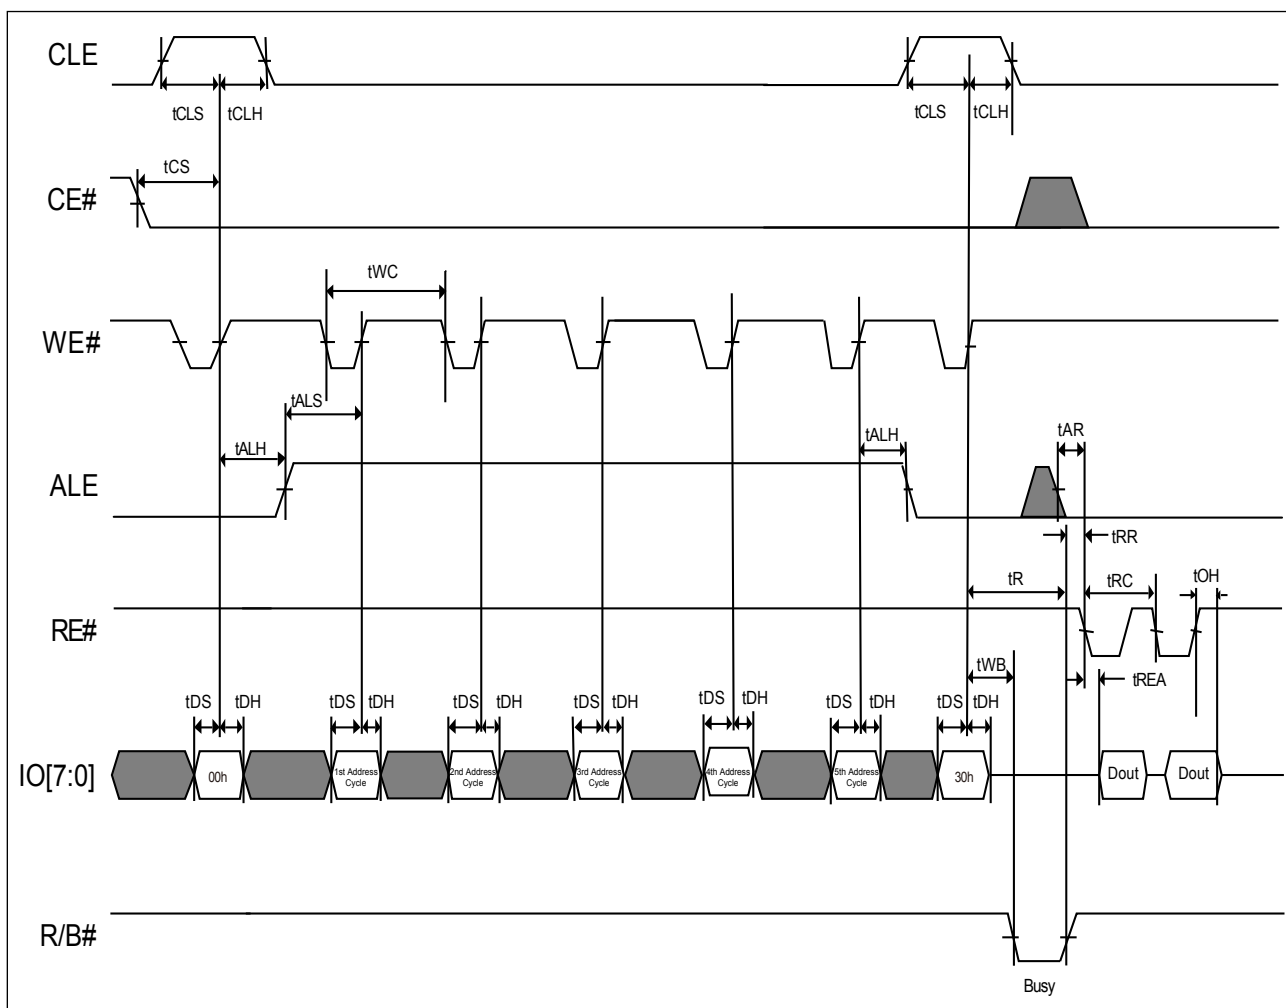 CLE
tCLS tCLH
tCLS tCLH
tCS
CE#
tWC
WE#
tALS
tALH
tALH
tAR
ALE
tRR
tR
tRC
tOH
RE#
tWB
tREA
tDS tDH
tDS tDH
tDS tDH
tDS tDH
tDS tDH
tDS tDH
tDS tDH
IO[7:0]
00h
1st Address
Cycle
2nd Address
Cycle
3rd Address
Cycle
4th Address
Cycle
5th Address
Cycle
30h
Dout
Dout
R/B#
Busy